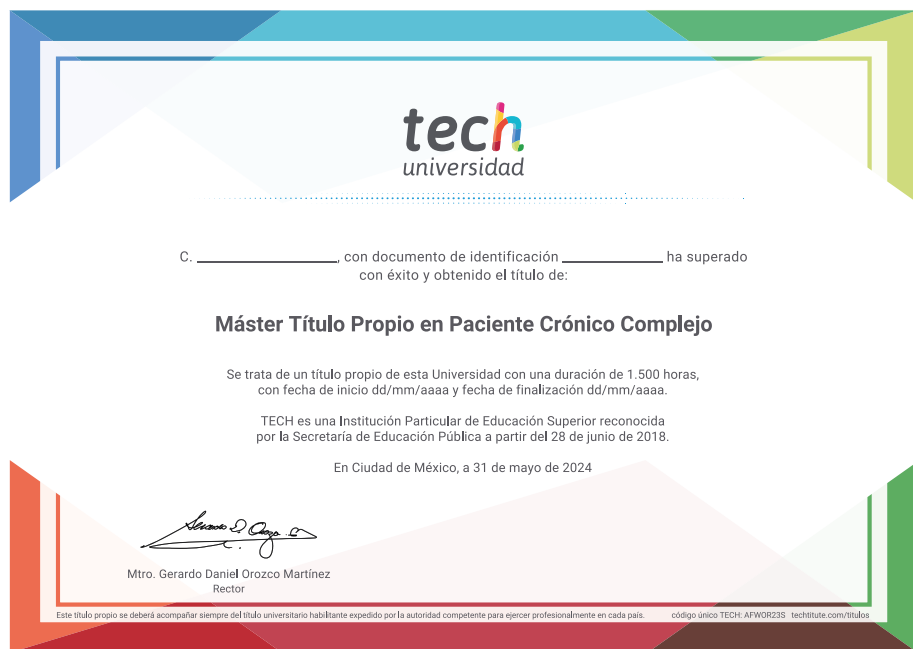 tech
universidad
C. ____________, con documento de identificación ____________ ha superado
con éxito y obtenido el título de:
Máster Título Propio en Paciente Crónico Complejo
Se trata de un título propio de esta Universidad con una duración de 1.500 horas,
con fecha de inicio dd/mm/aaaa y fecha de finalización dd/mm/aaaa.
TECH es una Institución Particular de Educación Superior reconocida
por la Secretaría de Educación Pública a partir del 28 de junio de 2018.
En Ciudad de México, a 31 de mayo de 2024
Mtro. Gerardo Daniel Orozco Martínez
Rector
Este título propio se deberá acompañar siempre del título universitario habilitante expedido por la autoridad competente para ejercer profesionalmente en cada país. código único TECH: AFWOR23S techtitute.com/titulos